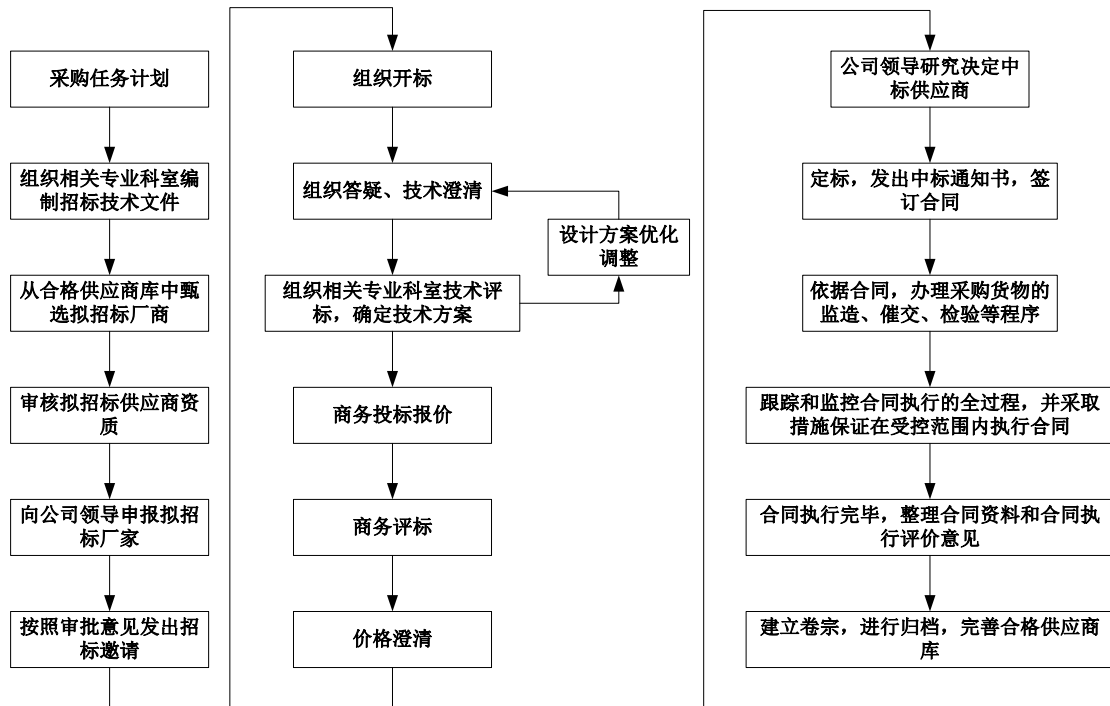 采购任务计划
组织相关专业科室编
制招标技术文件
从合格供应商库中甄
选拟招标厂商
审核拟招标供应商资
质
向公司领导申报拟招
标厂家
按照审批意见发出招
标邀请
组织开标
组织答疑、技术澄清
设计方案优化
调整
组织相关专业科室技术评
标，确定技术方案
商务投标报价
商务评标
价格澄清
公司领导研究决定中
标供应商
定标，发出中标通知书，签
订合同
依据合同，办理采购货物的
监造、催交、检验等程序
跟踪和监控合同执行的全过程，并采取
措施保证在受控范围内执行合同
合同执行完毕，整理合同资料和合同执
行评价意见
建立卷宗，进行归档，完善合格供应商
库